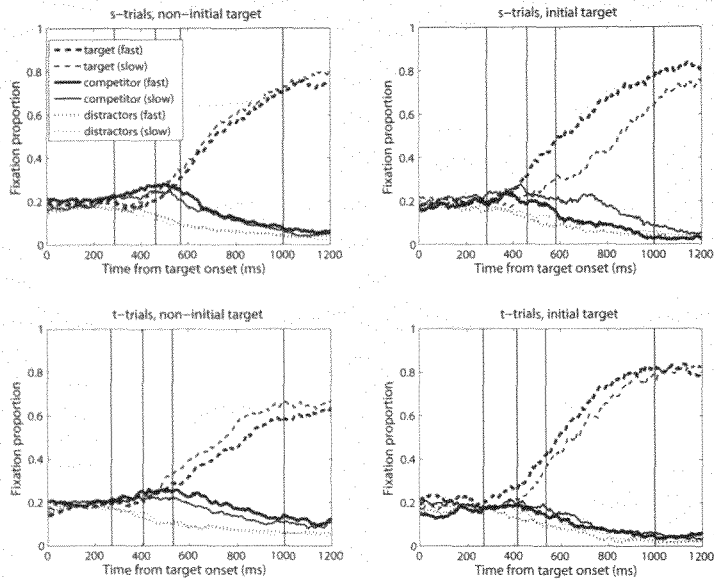 s-trials, non-initial target
1
0.8
0.6
0.4
0.2
0
Fixation proportion
target (fast)
target (slow)
competitor (fast)
competitor (slow)
distractors (fast)
distractors (slow)
0 200 400 600 800 1000 1200
Time from target onset (ms)
s-trials, initial target
1
0.8
0.6
0.4
0.2
0
Fixation proportion
0 200 400 600 800 1000 1200
Time from target onset (ms)
t-trials, non-initial target
1
0.8
0.6
0.4
0.2
0
Fixation proportion
0 200 400 600 800 1000 1200
Time from target onset (ms)
t-trials, initial target
1
0.8
0.6
0.4
0.2
0
Fixation proportion
0 200 400 600 800 1000 1200
Time from target onset (ms)